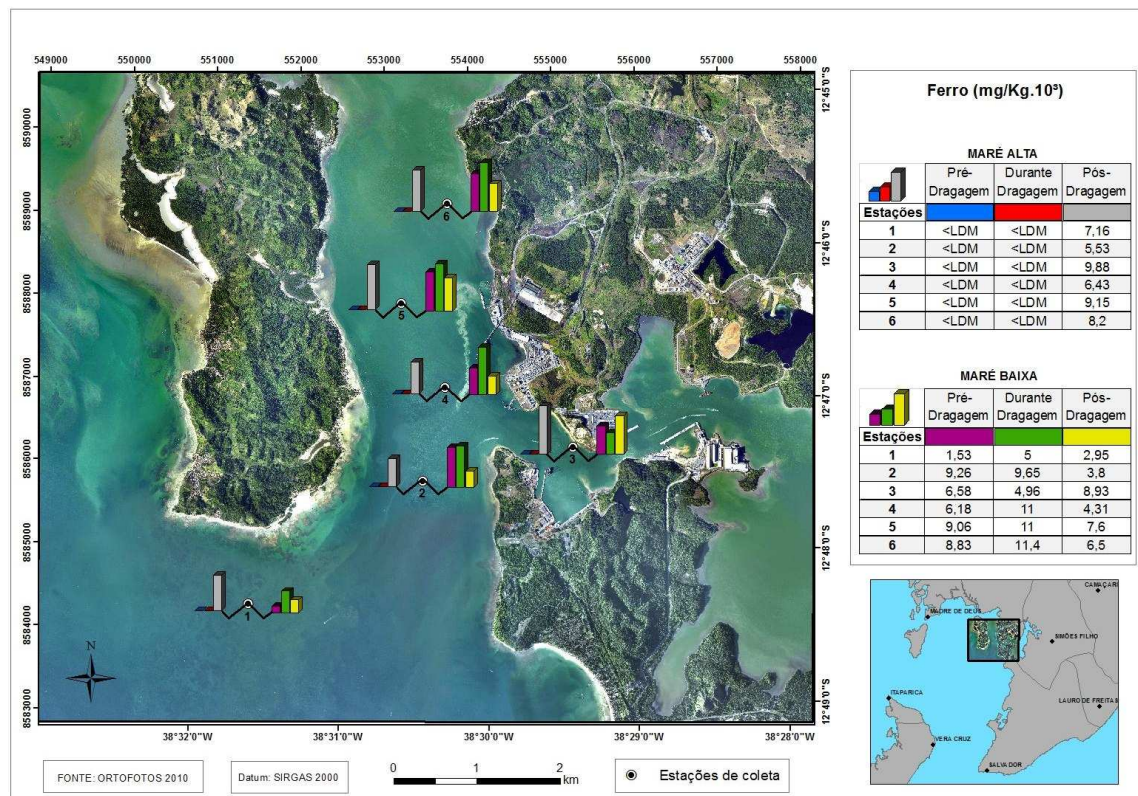 549000 550000 551000 552000 553000 554000 555000 556000 557000 558000
12°45'0"S
12°46'0"S
12°47'0"S
12°48'0"S
12°49'0"S
8590000
8589000
8588000
8587000
8586000
8585000
8584000
8583000
6
5
4
3
2
1
N
38°32'0"W 38°31'0"W 38°30'0"W 38°29'0"W 38°28'0"W
FONTE: ORTOFOTOS 2010
Datum: SIRGAS 2000
0 1 2
km
Estações de coleta
Ferro (mg/Kg.10³)
MARÉ ALTA
Pré-Dragagem Durante Dragagem Pós-Dragagem
Estações
1 <LDM <LDM 7,16
2 <LDM <LDM 5,53
3 <LDM <LDM 9,88
4 <LDM <LDM 6,43
5 <LDM <LDM 9,15
6 <LDM <LDM 8,2
MARÉ BAIXA
Pré-Dragagem Durante Dragagem Pós-Dragagem
Estações
1 1,53 5 2,95
2 9,26 9,65 3,8
3 6,58 4,96 8,93
4 6,18 11 4,31
5 9,06 11 7,6
6 8,83 11,4 6,5
CAMAÇARI
MADRE DE DEUS
SIMÕES FILHO
ITAPARICA
LAURO DE FREITAS
VERA CRUZ
SALVADOR